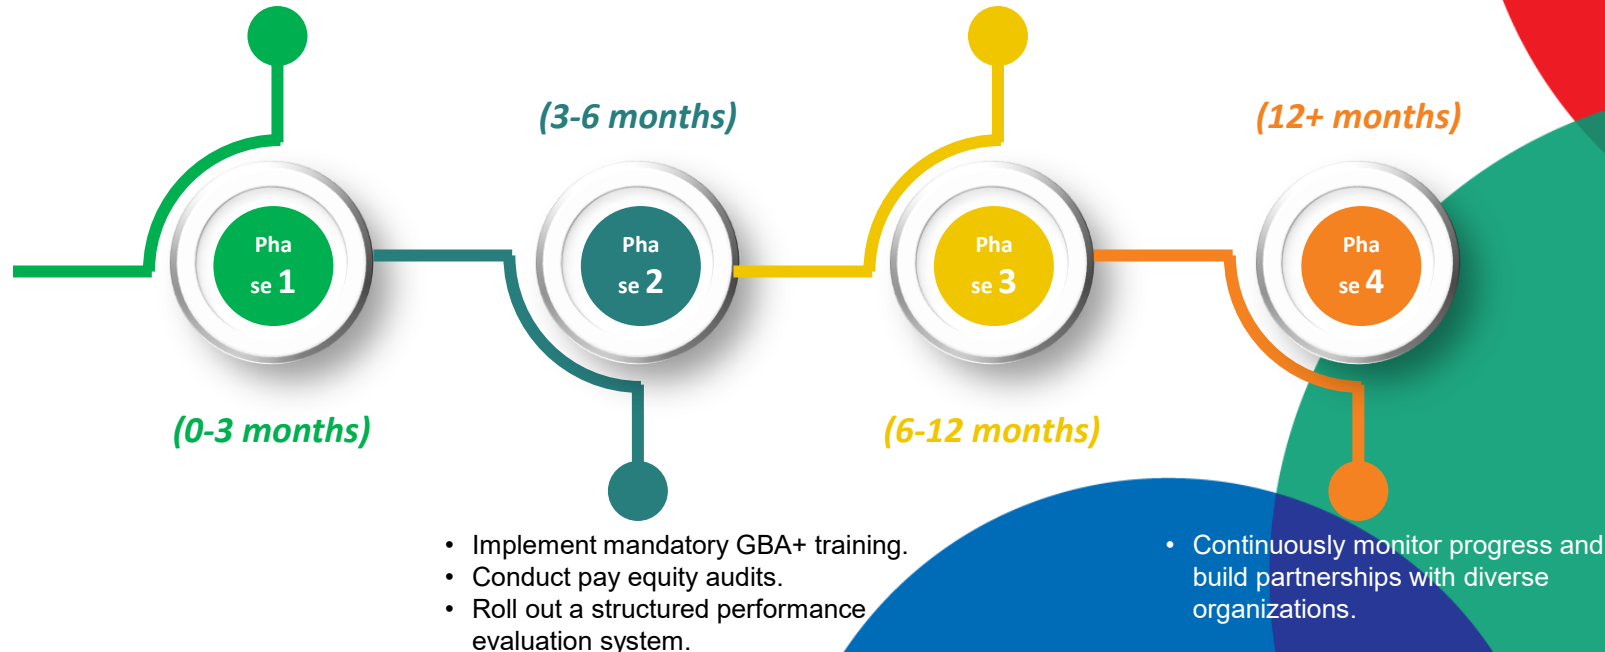 (3-6 months)
(12+ months)
Pha
se 1
Pha
se 2
Pha
se 3
Pha
se 4
(0-3 months)
(6-12 months)
• Implement mandatory GBA+ training.
• Conduct pay equity audits.
• Roll out a structured performance
evaluation system.
• Continuously monitor progress and
build partnerships with diverse
organizations.